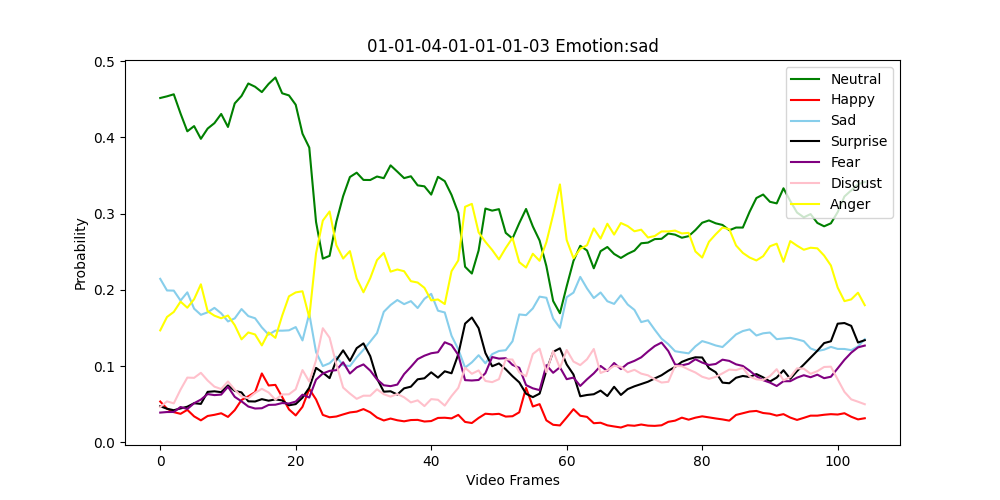 01-01-04-01-01-01-03 Emotion:sad
Probability
0.5
0.4
0.3
0.2
0.1
0.0
0 20 40 60 80 100
Video Frames
Neutral
Happy
Sad
Surprise
Fear
Disgust
Anger